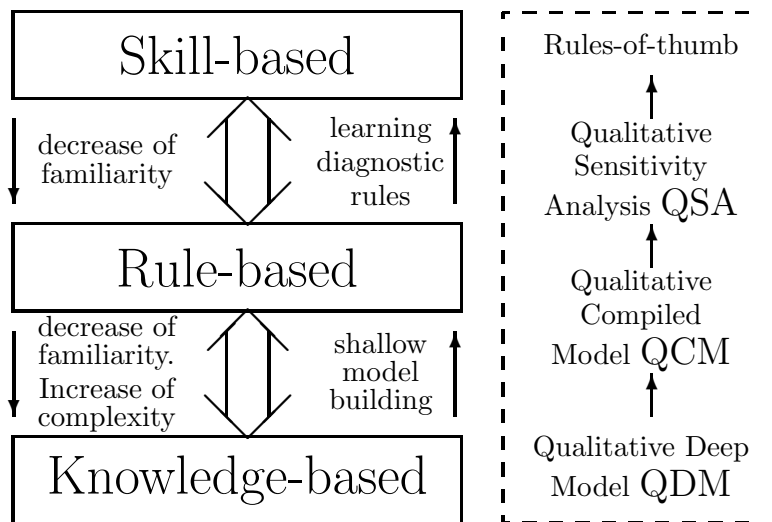 Skill-based
decrease of
familiarity
learning
diagnostic
rules
Rule-based
decrease of
familiarity.
Increase of
complexity
shallow
model
building
Knowledge-based
Rules-of-thumb
Qualitative
Sensitivity
Analysis QSA
Qualitative
Compiled
Model QCM
Qualitative Deep
Model QDM